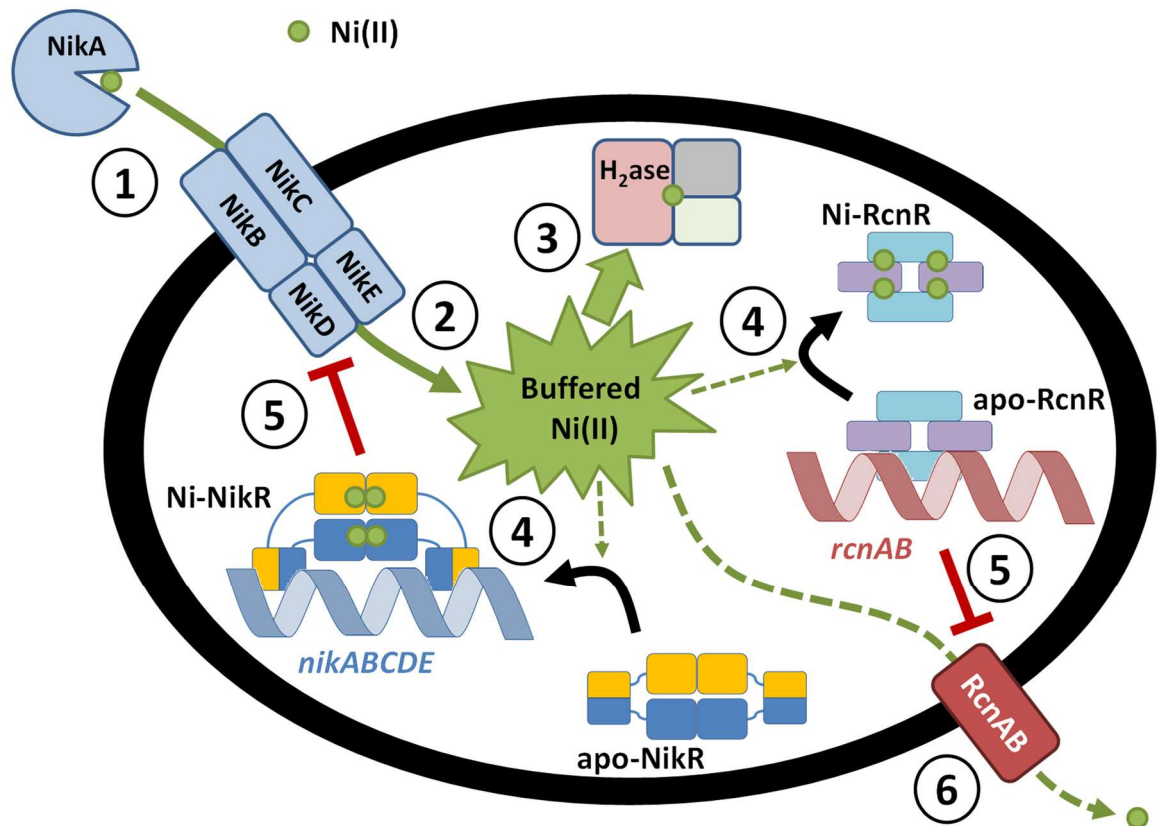 NikA
Ni(II)
1
NikC
NikB
NikE
NikD
2
H₂ase
3
Ni-RcnR
4
Buffered
Ni(II)
apo-RcnR
5
Ni-NikR
4
rcnAB
5
nikABCDE
apo-NikR
RcnAB
6